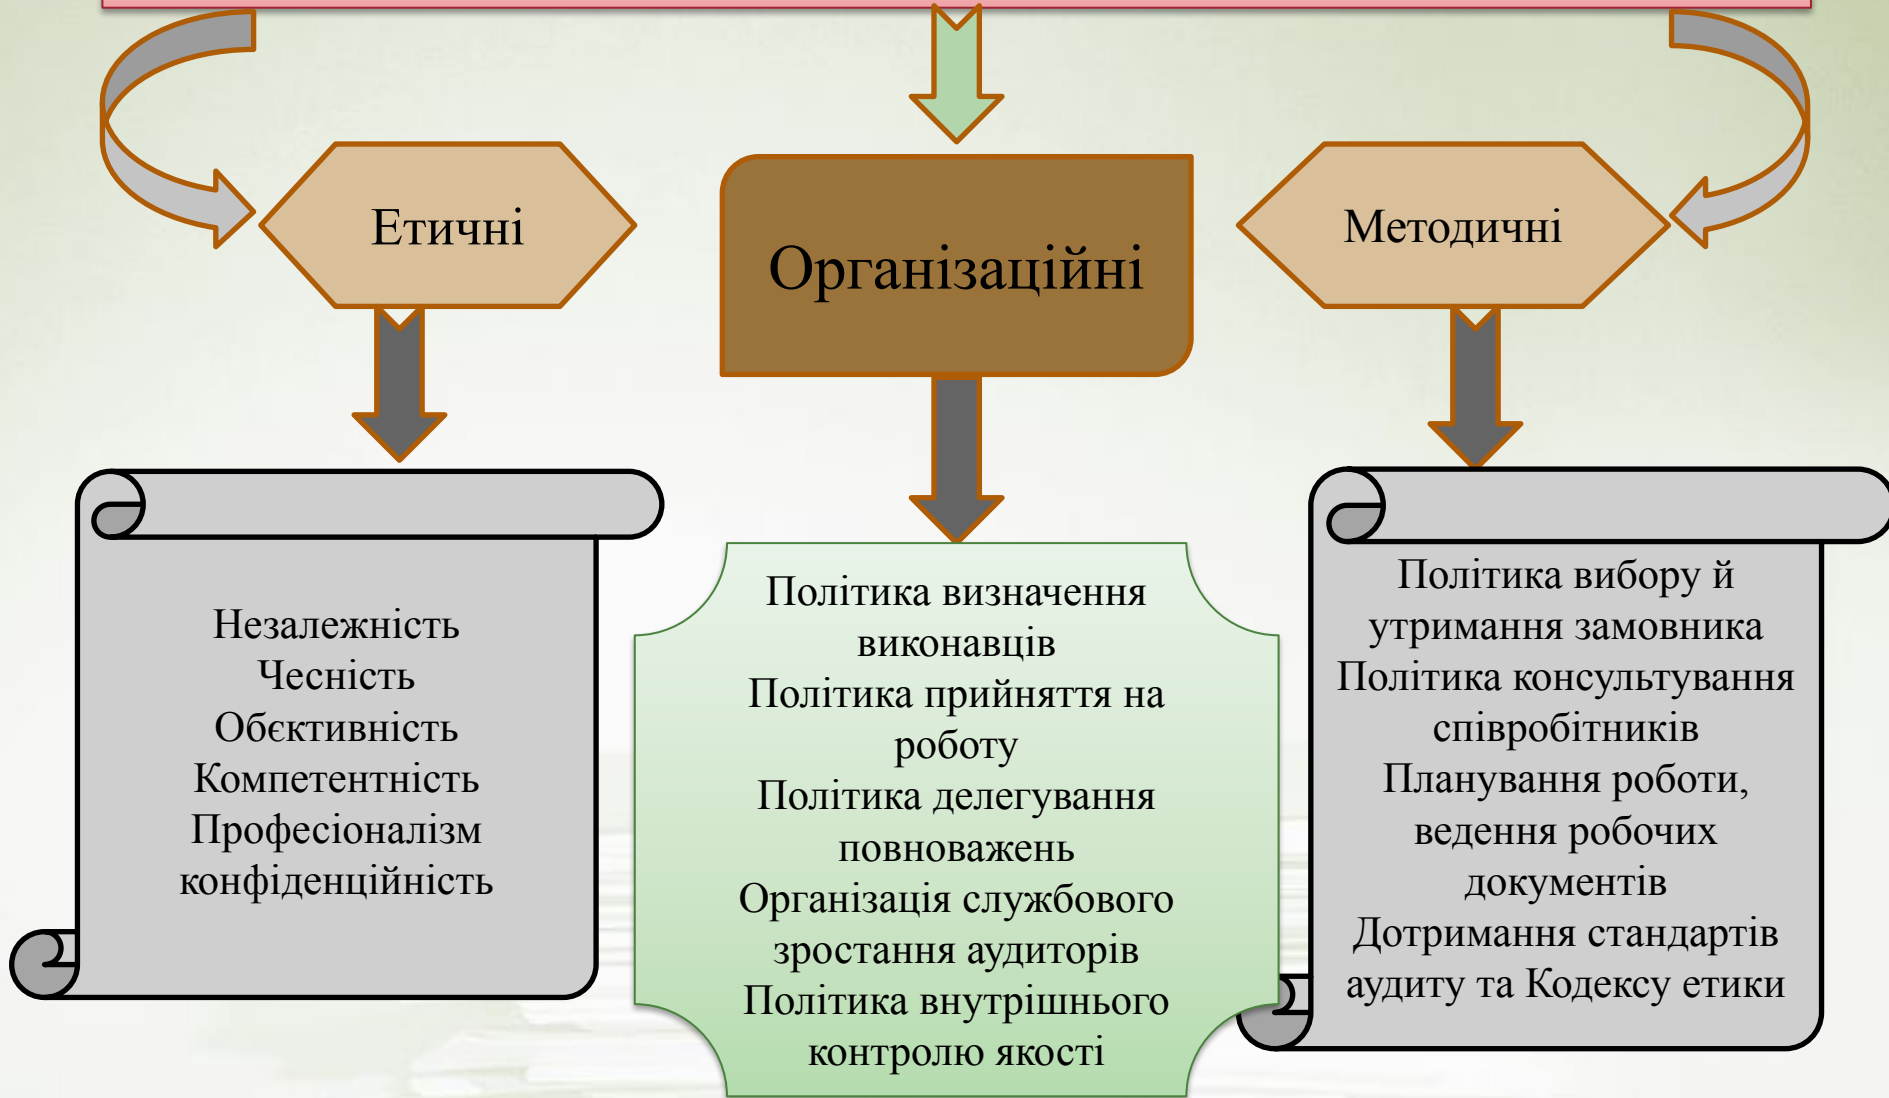 Етичні
Організаційні
Методичні
Незалежність
Чесність
Обєктивність
Компетентність
Професіоналізм
конфіденційність
Політика визначення
виконавців
Політика прийняття на
роботу
Політика делегування
повноважень
Організація службового
зростання аудиторів
Політика внутрішнього
контролю якості
Політика вибору й
утримання замовника
Політика консультування
співробітників
Планування роботи,
ведення робочих
документів
Дотримання стандартів
аудиту та Кодексу етики